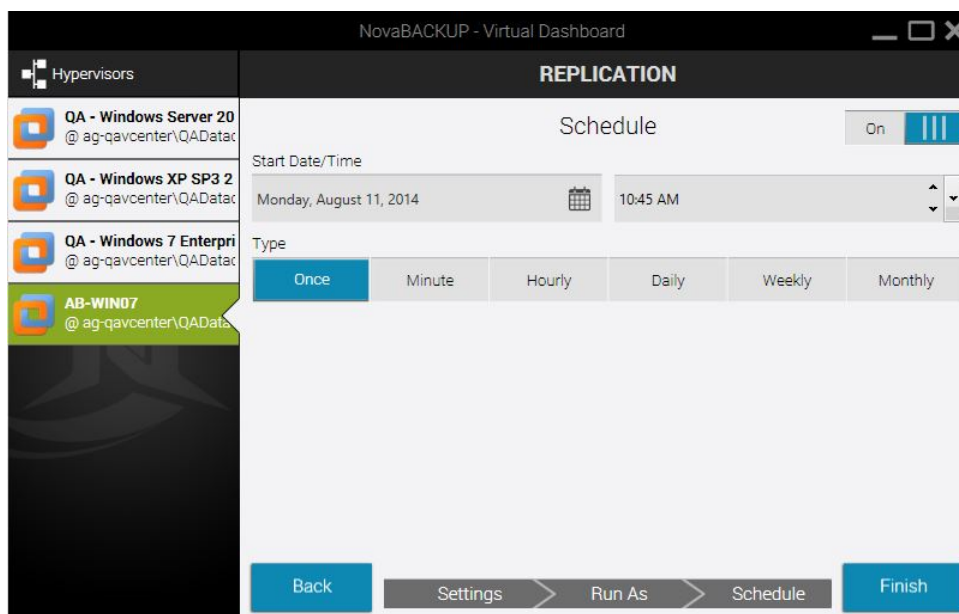 NovaBACKUP - Virtual Dashboard
Hypervisors
REPLICATION
QA - Windows Server 20
@ ag-qavcenter\QADatac
QA - Windows XP SP3 2
@ ag-qavcenter\QADatac
QA - Windows 7 Enterpri
@ ag-qavcenter\QADatac
AB-WIN07
@ ag-qavcenter\QAData
Schedule
On
Start Date/Time
Monday, August 11, 2014
10:45 AM
Type
Once
Minute
Hourly
Daily
Weekly
Monthly
Back
Settings
Run As
Schedule
Finish